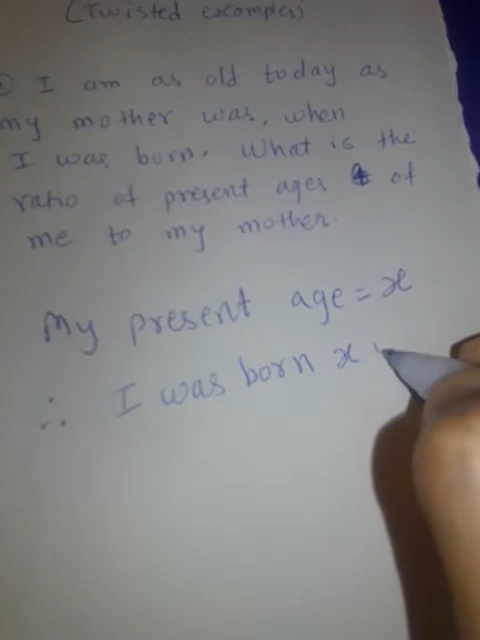 (Twisted examples)
I am as old today as
my mother was, when
I was born. What is the
ratio of present ages of
me to my mother.
My present age = x
∴ I was born x